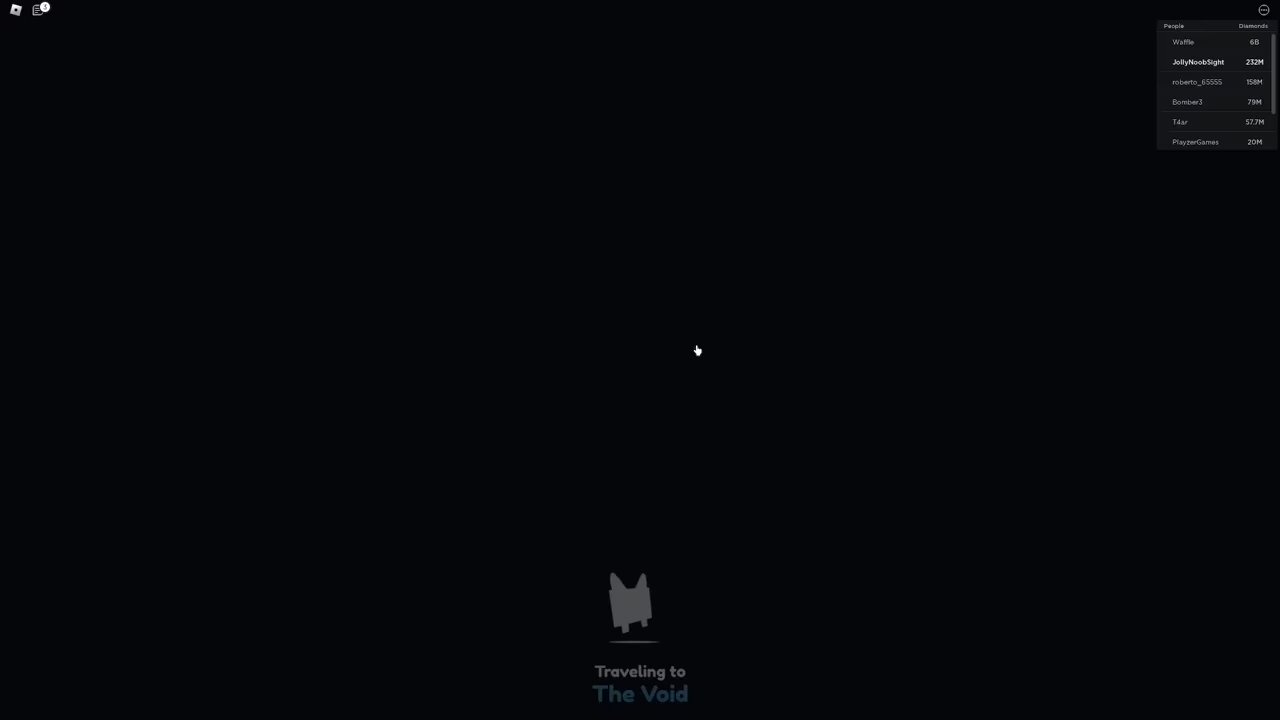 3
People Diamonds
Waffle 6B
JollyNoobSight 232M
roberto_65555 158M
Bomber3 79M
T4ar 57.7M
PlayzerGames 20M
Traveling to
The Void